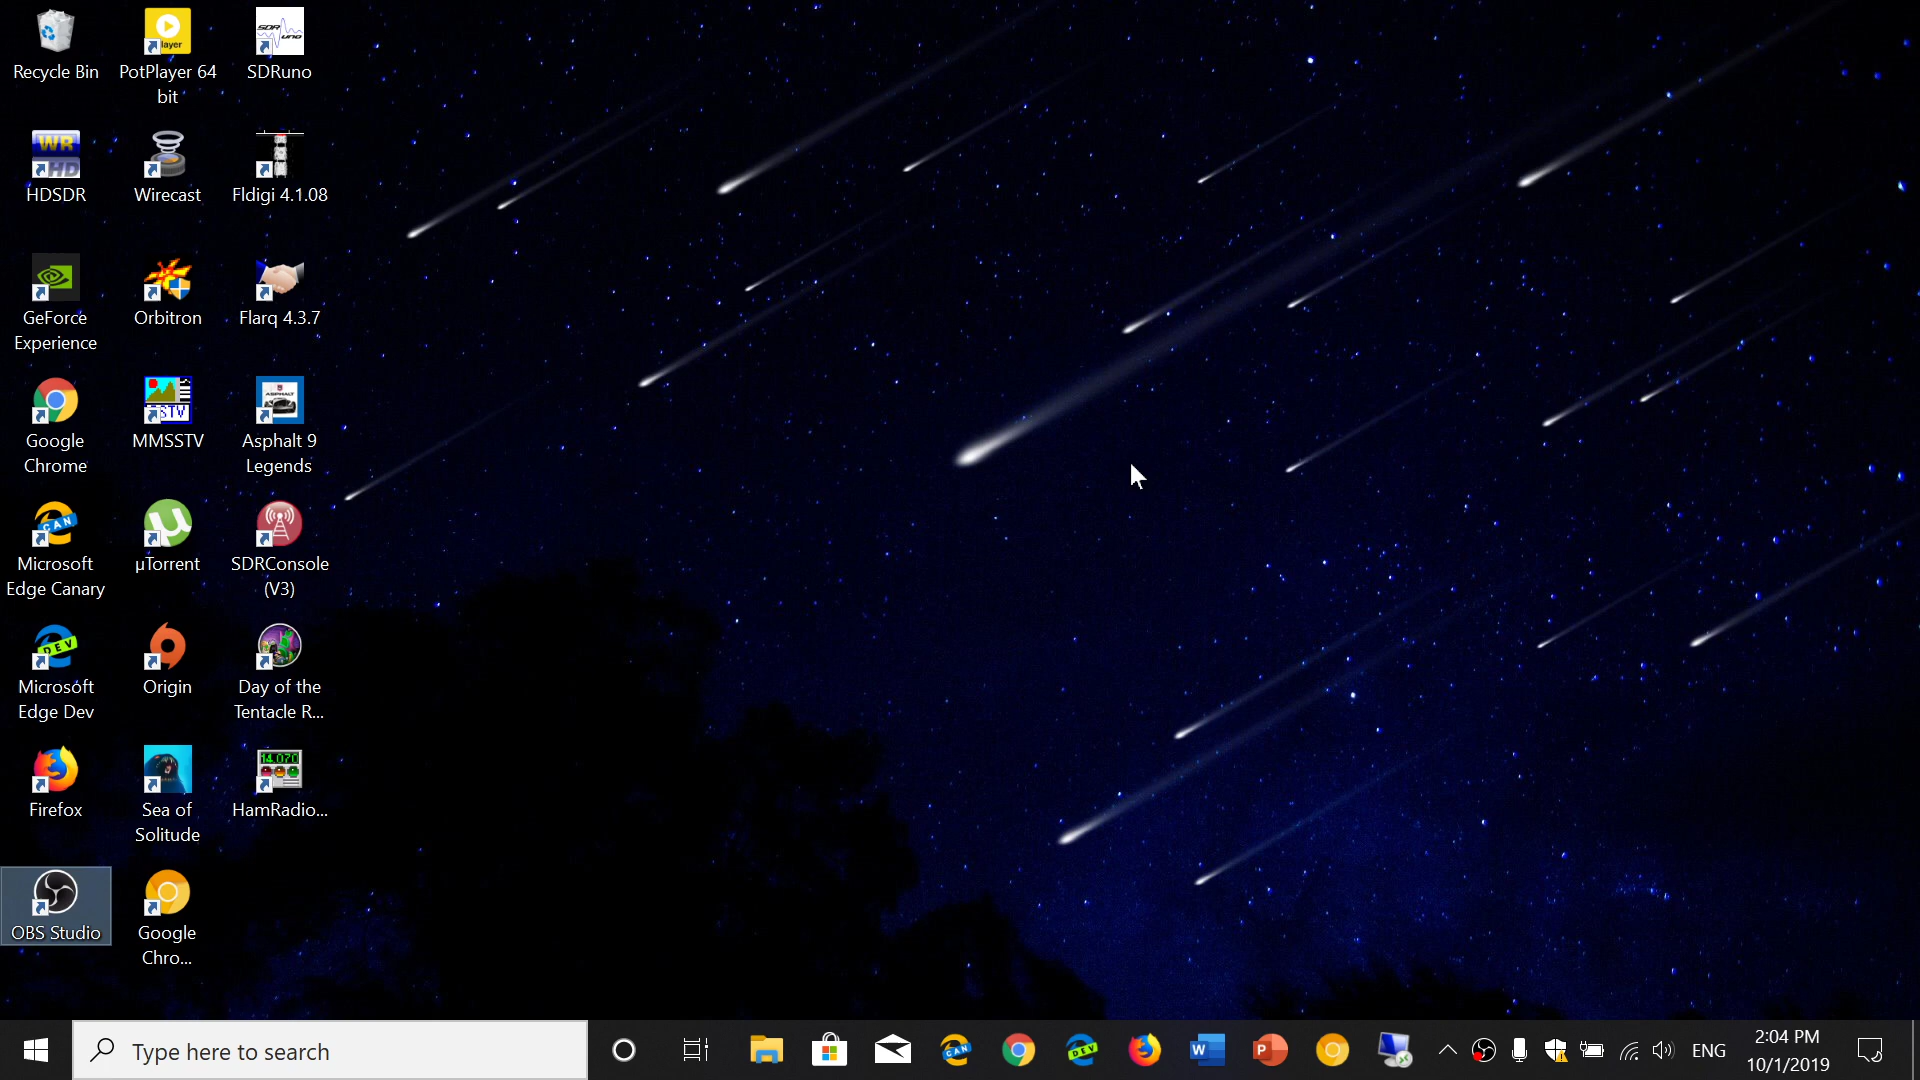 Recycle Bin
PotPlayer 64
bit
SDRuno
HDSDR
Wirecast
Fldigi 4.1.08
GeForce
Experience
Orbitron
Flarq 4.3.7
Google
Chrome
MMSSTV
Asphalt 9
Legends
Microsoft
Edge Canary
µTorrent
SDRConsole
(V3)
Microsoft
Edge Dev
Origin
Day of the
Tentacle R...
Firefox
Sea of
Solitude
HamRadio...
OBS Studio
Google
Chro...
Type here to search
ENG
2:04 PM
10/1/2019